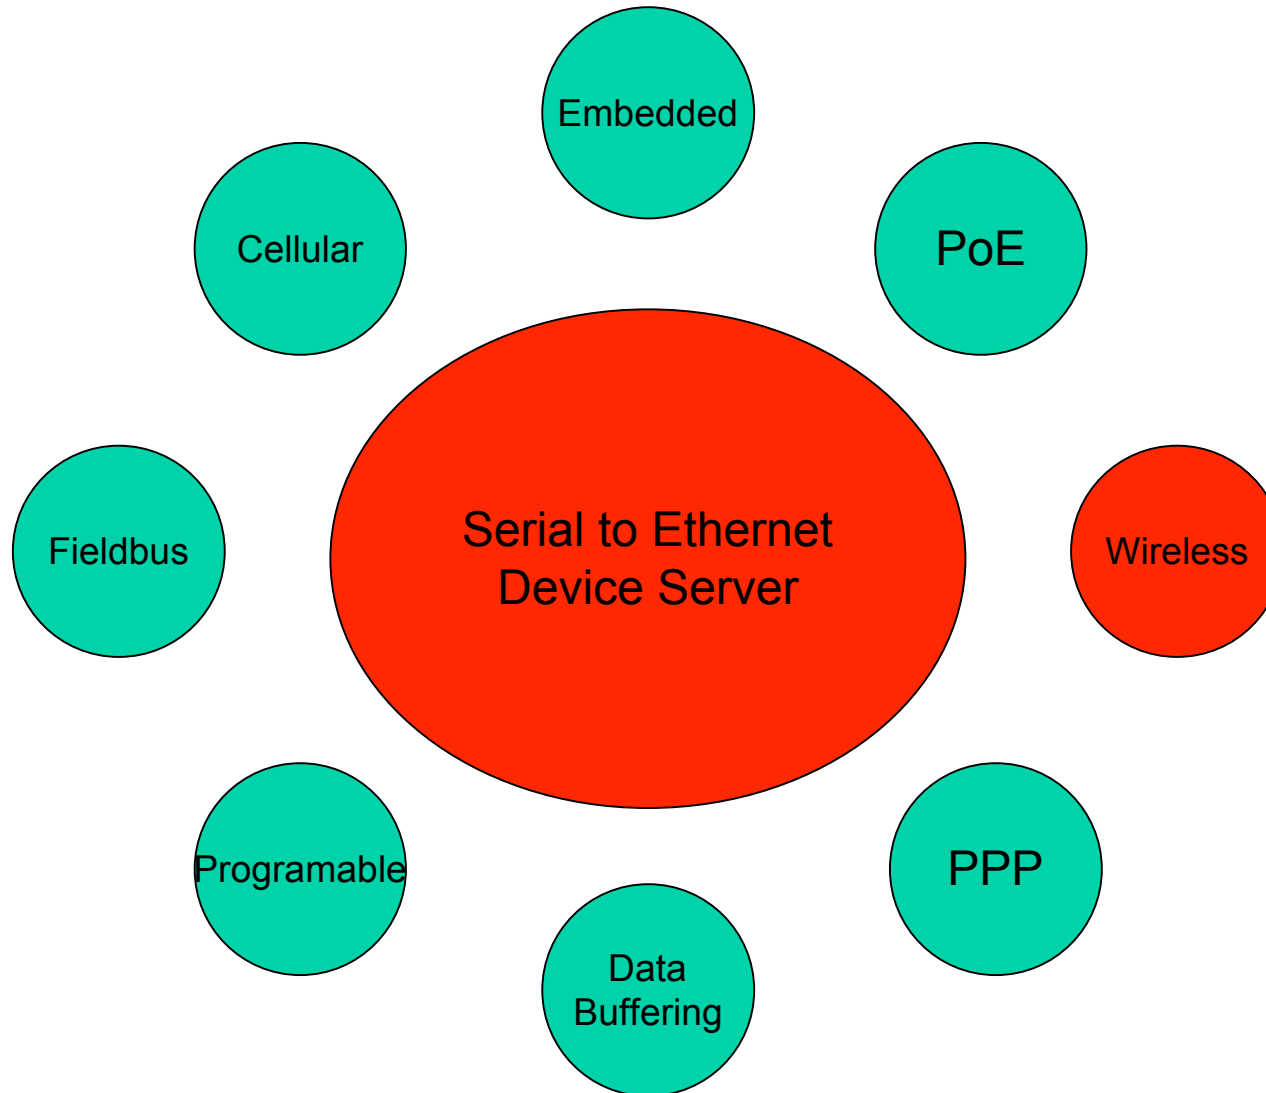 Embedded
Cellular
PoE
Serial to Ethernet
Device Server
Fieldbus
Wireless
Programable
PPP
Data
Buffering